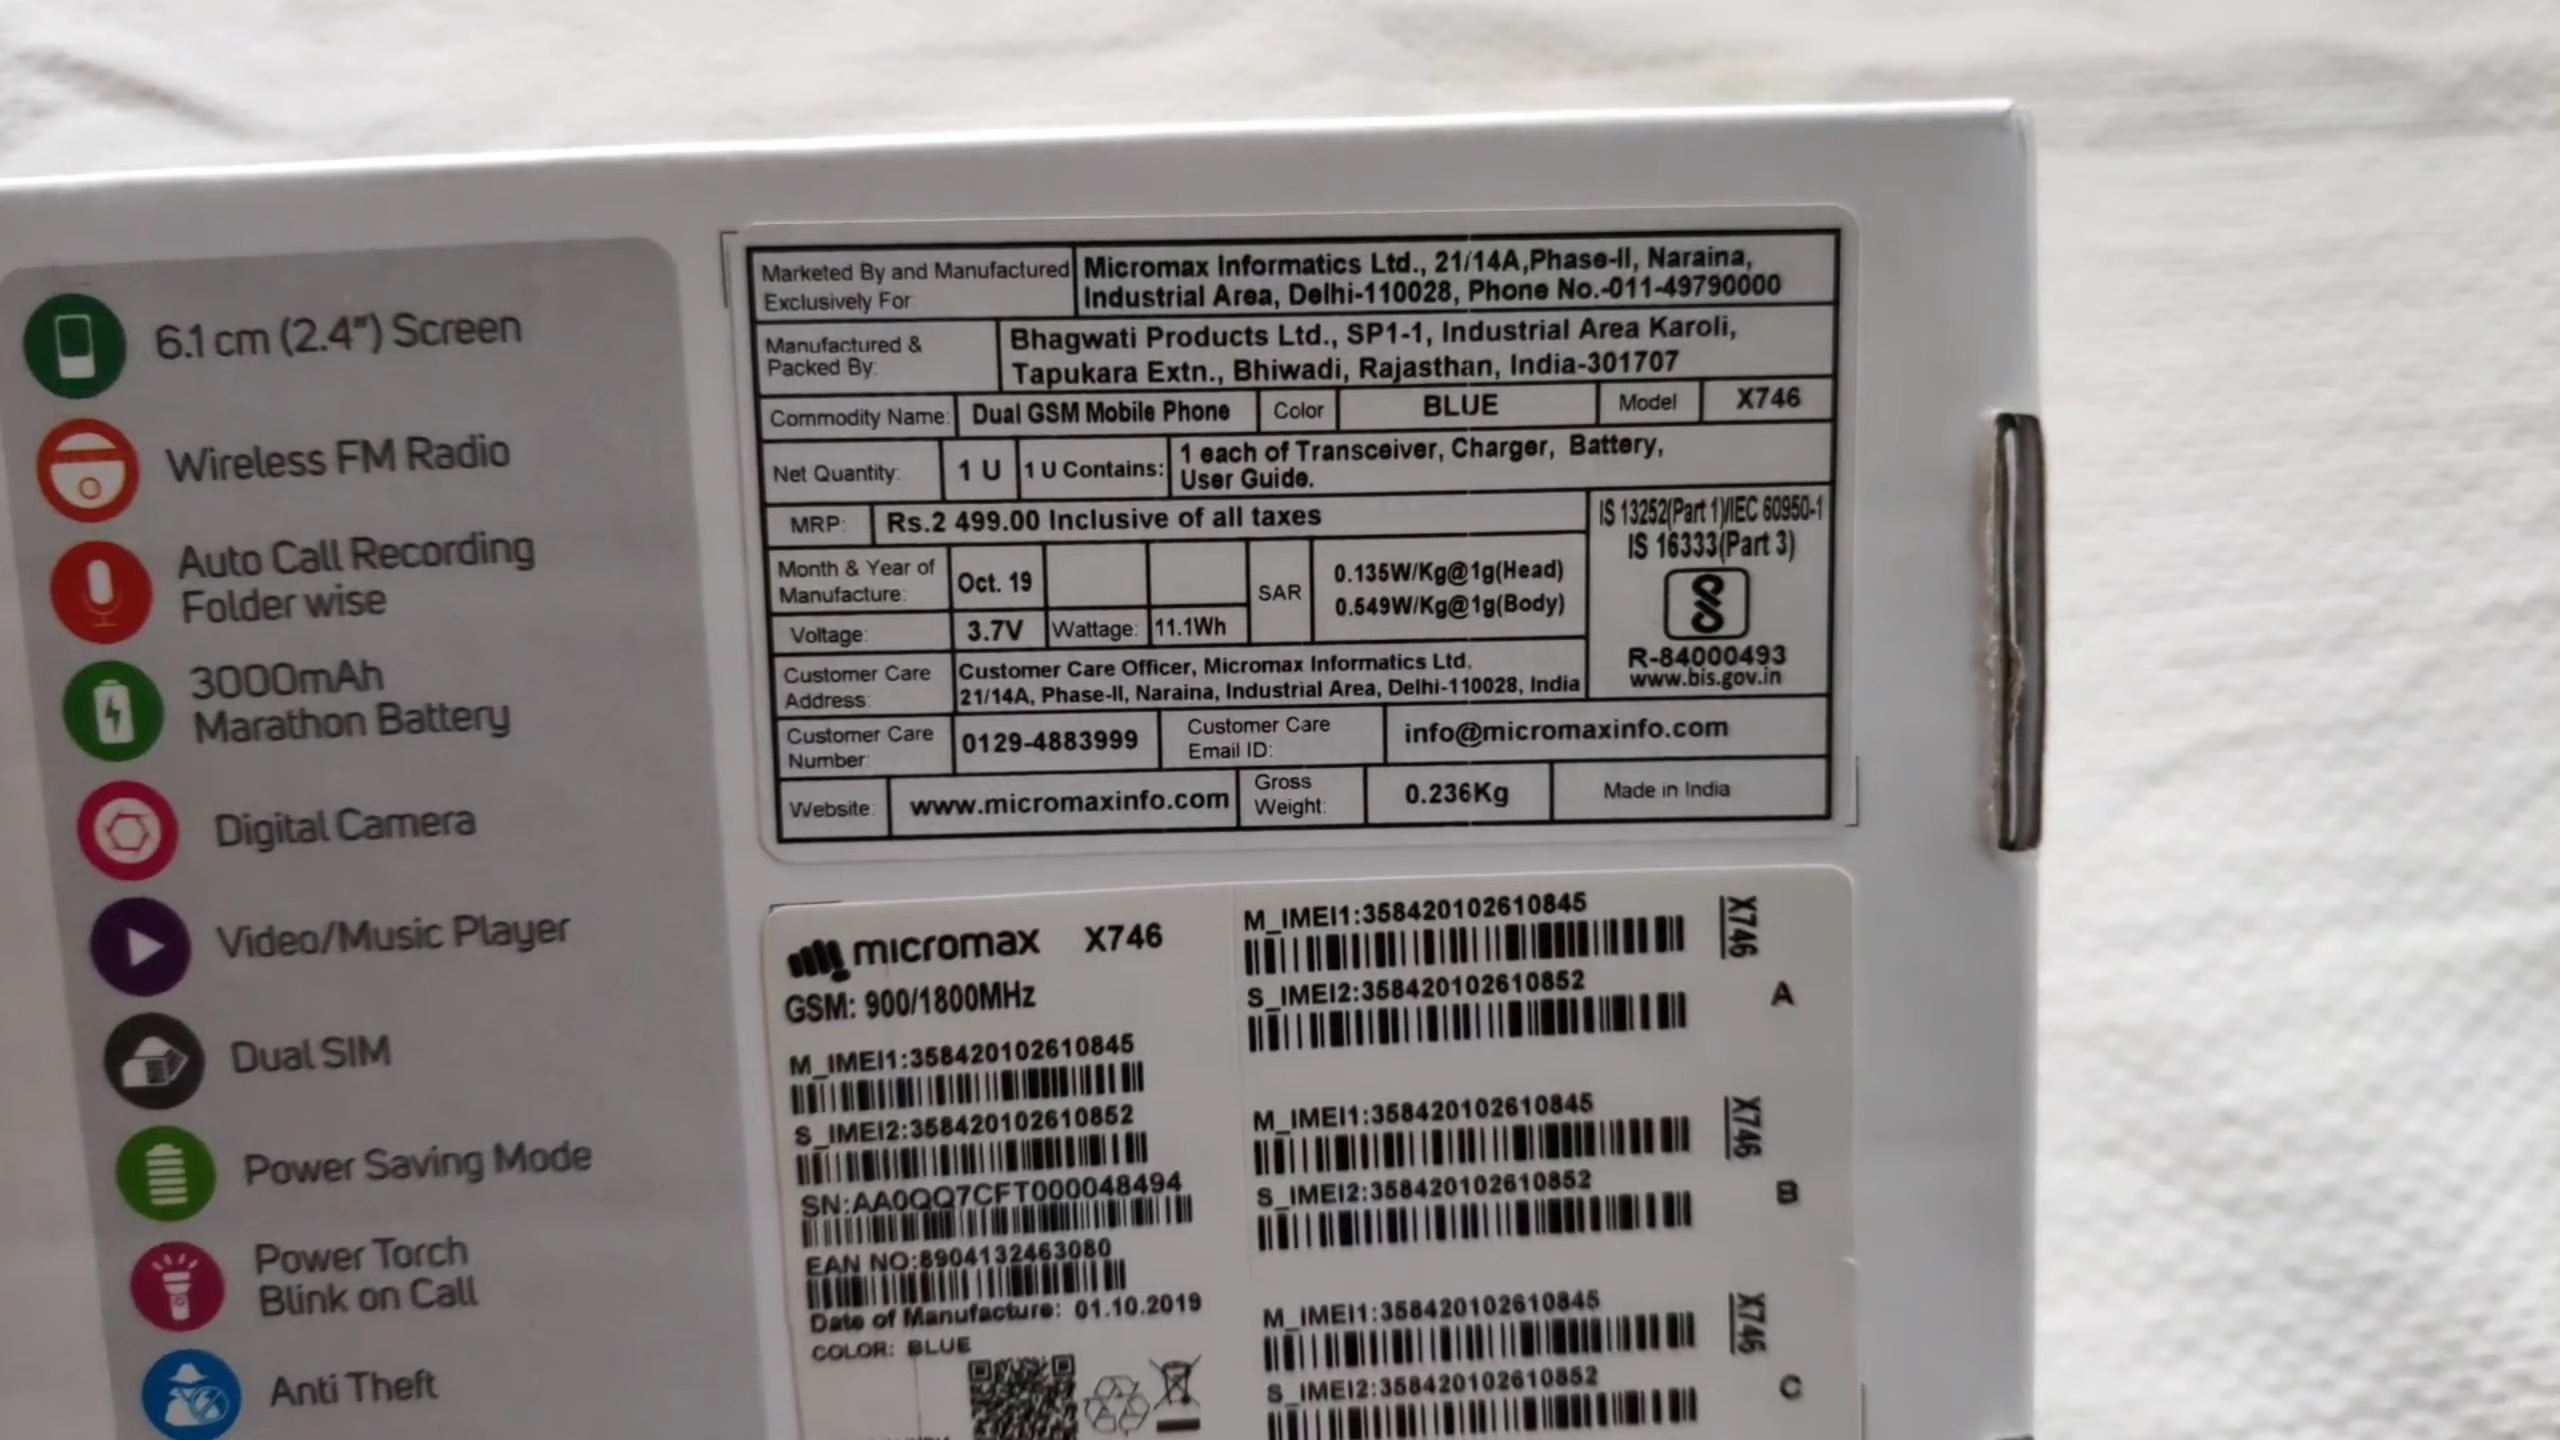 6.1 cm (2.4") Screen
Wireless FM Radio
Auto Call Recording
Folder wise
3000mAh
Marathon Battery
Digital Camera
Video/Music Player
Dual SIM
Power Saving Mode
Power Torch
Blink on Call
Anti Theft
Marketed By and Manufactured
Exclusively For:
Micromax Informatics Ltd., 21/14A,Phase-II, Naraina,
Industrial Area, Delhi-110028, Phone No.-011-49790000
Manufactured &
Packed By:
Bhagwati Products Ltd., SP1-1, Industrial Area Karoli,
Tapukara Extn., Bhiwadi, Rajasthan, India-301707
Commodity Name: Dual GSM Mobile Phone Color BLUE Model X746
Net Quantity: 1 U 1 U Contains: 1 each of Transceiver, Charger, Battery,
User Guide.
MRP: Rs.2 499.00 Inclusive of all taxes
Month & Year of
Manufacture:
Oct. 19
Voltage: 3.7V Wattage: 11.1Wh
SAR
0.135W/Kg@1g(Head)
0.549W/Kg@1g(Body)
IS 13252(Part 1)/IEC 60950-1
IS 16333(Part 3)
R-84000493
www.bis.gov.in
Customer Care
Address:
Customer Care Officer, Micromax Informatics Ltd.
21/14A, Phase-II, Naraina, Industrial Area, Delhi-110028, India
Customer Care
Number:
0129-4883999
Customer Care
Email ID:
info@micromaxinfo.com
Website: www.micromaxinfo.com
Gross
Weight:
0.236Kg
Made in India
micromax X746
GSM: 900/1800MHz
M_IMEI1:358420102610845
S_IMEI2:358420102610852
SN:AA0QQ7CFT000048494
EAN NO:8904132463080
Date of Manufacture: 01.10.2019
COLOR: BLUE
M_IMEI1:358420102610845
S_IMEI2:358420102610852
X746
A
M_IMEI1:358420102610845
S_IMEI2:358420102610852
X746
B
M_IMEI1:358420102610845
S_IMEI2:358420102610852
X746
C